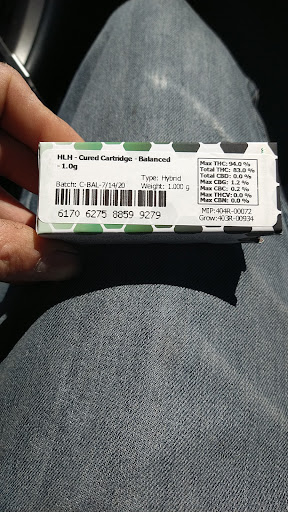 HLH - Cured Cartridge - Balanced
- 1.0g
Type: Hybrid
Batch: C-BAL-7/14/20 Weight: 1.000 g
6170 6275 8859 9279
Max THC: 94.0 %
Total THC: 83.0 %
Total CBD: 0.0 %
Max CBG: 1.2 %
Max CBC: 0.2 %
Max THCV: 0.0 %
Max CBN: 0.0 %
MIP:404R-00072
Grow:403R-00934